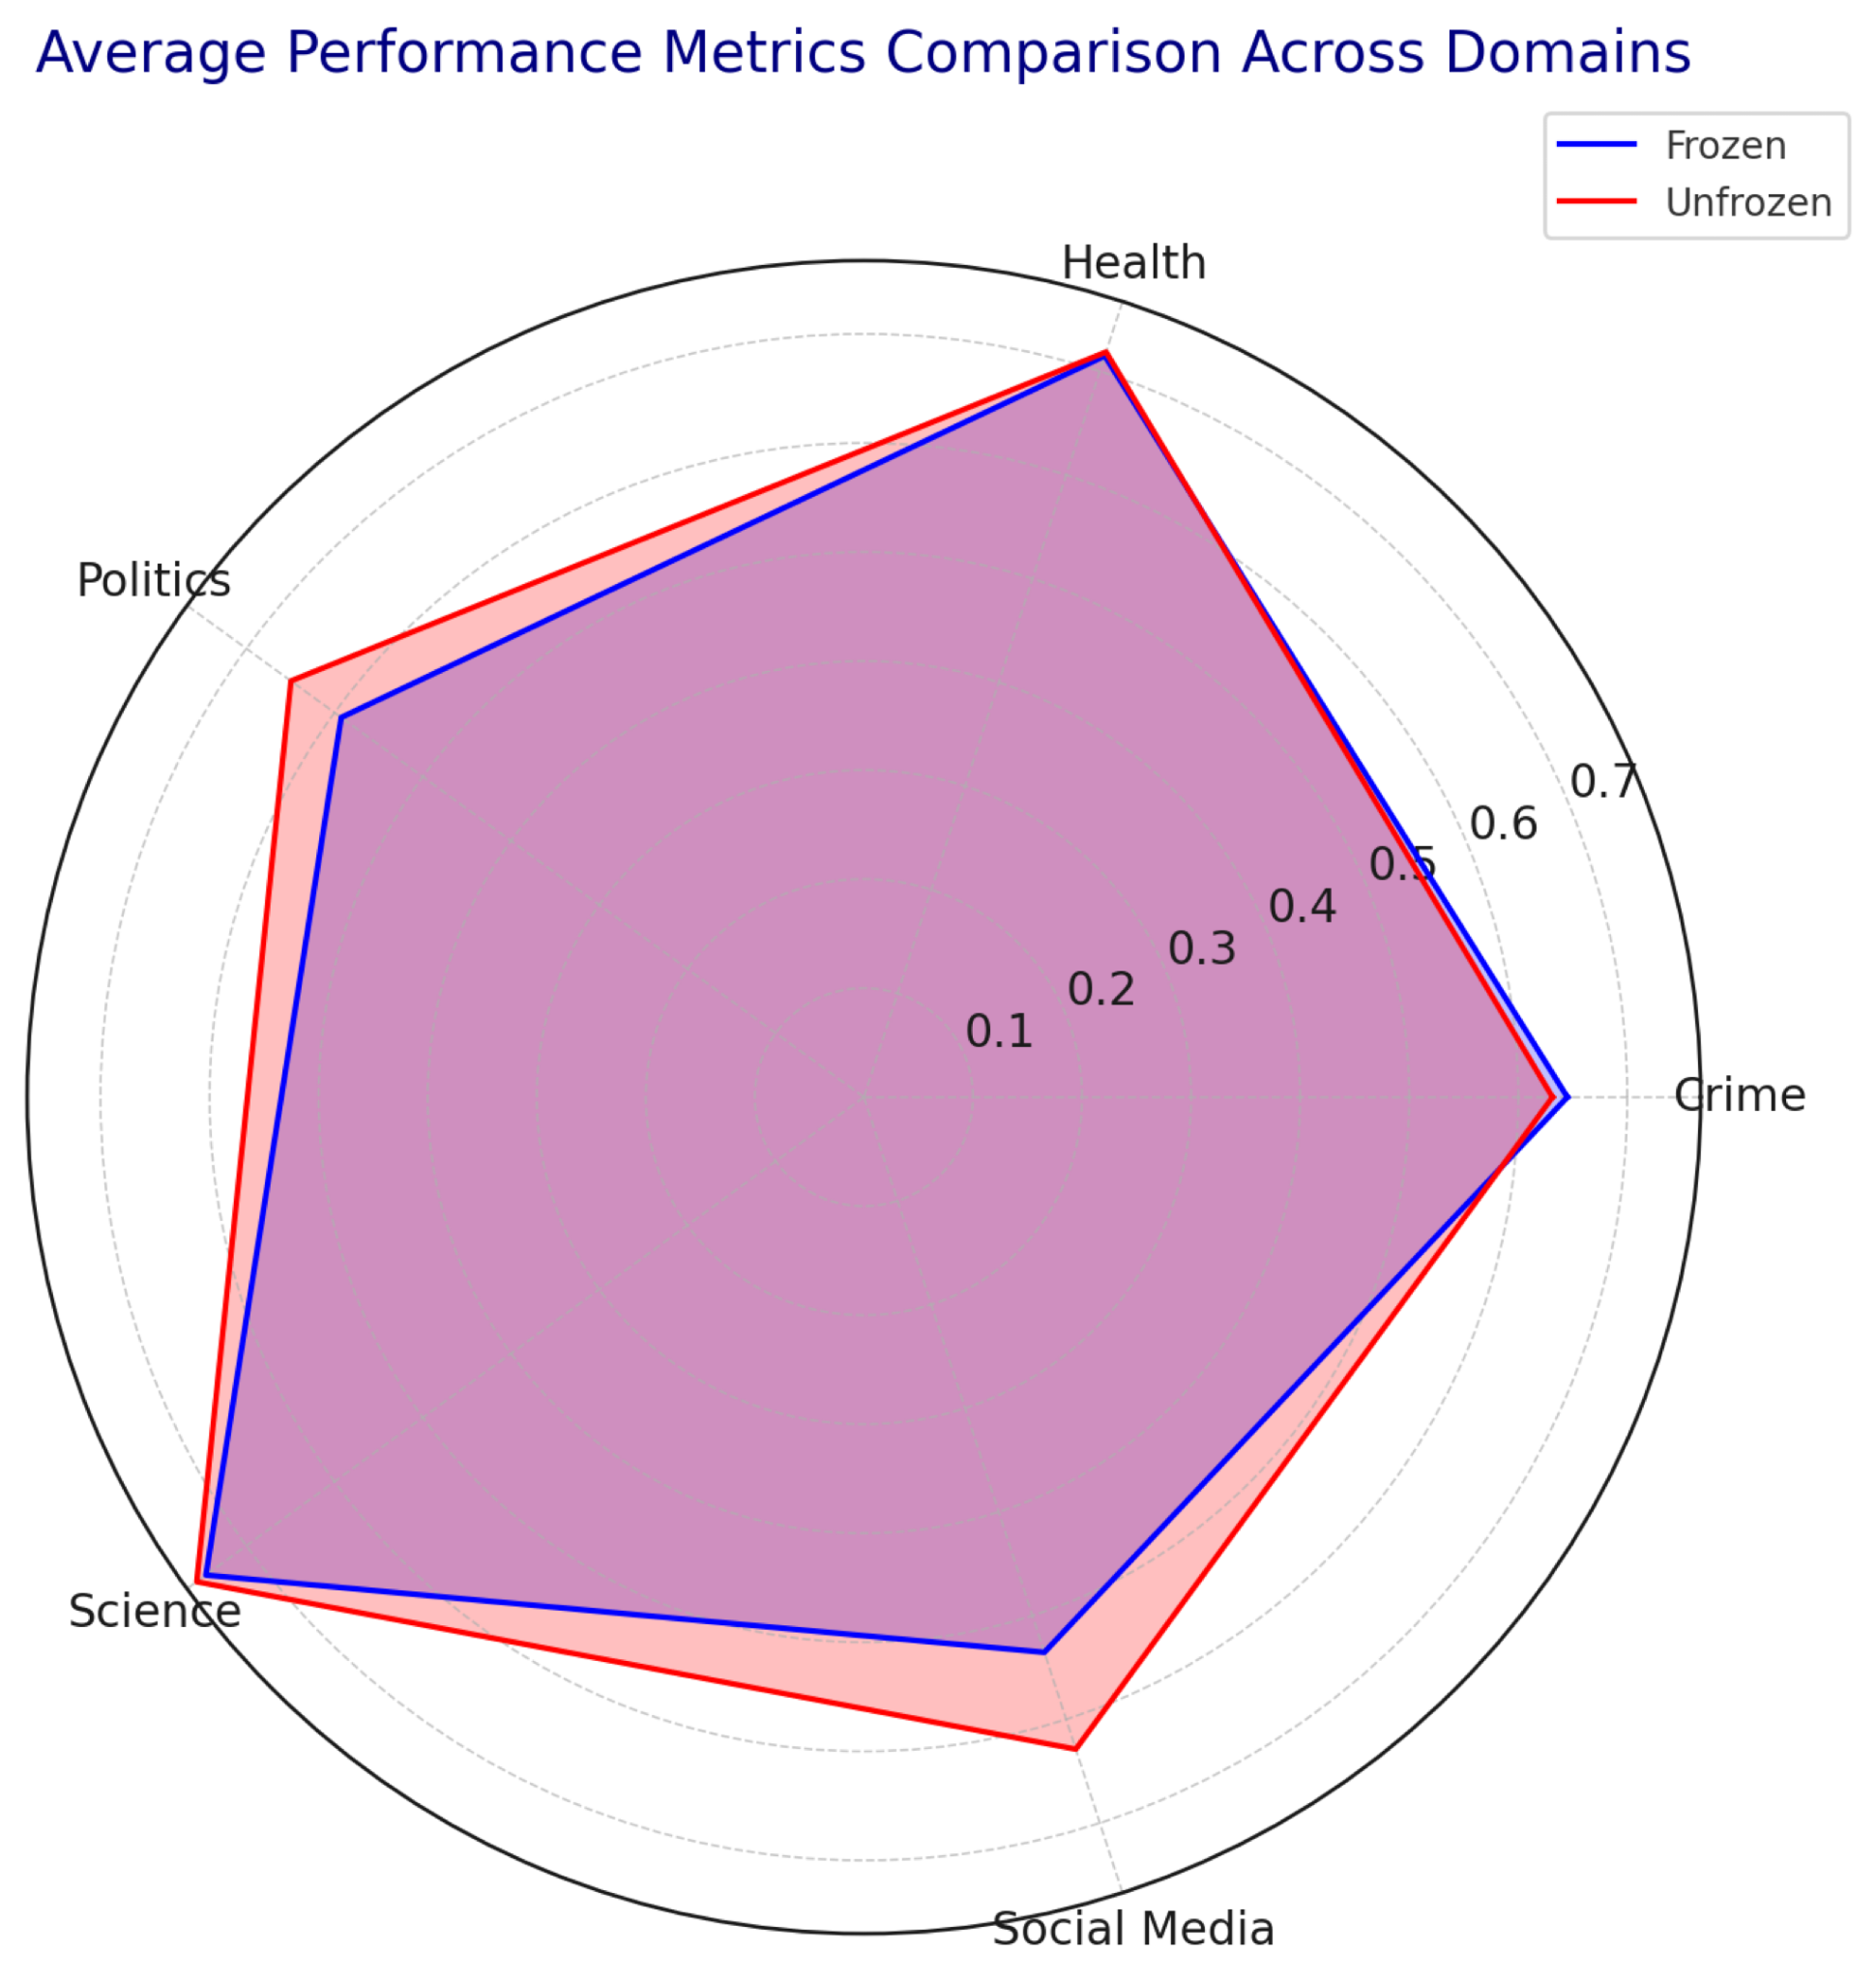 Average Performance Metrics Comparison Across Domains
Frozen
Unfrozen
Health
Politics
0.7
0.6
0.5
0.4
0.3
0.2
0.1
Crime
Science
Social Media